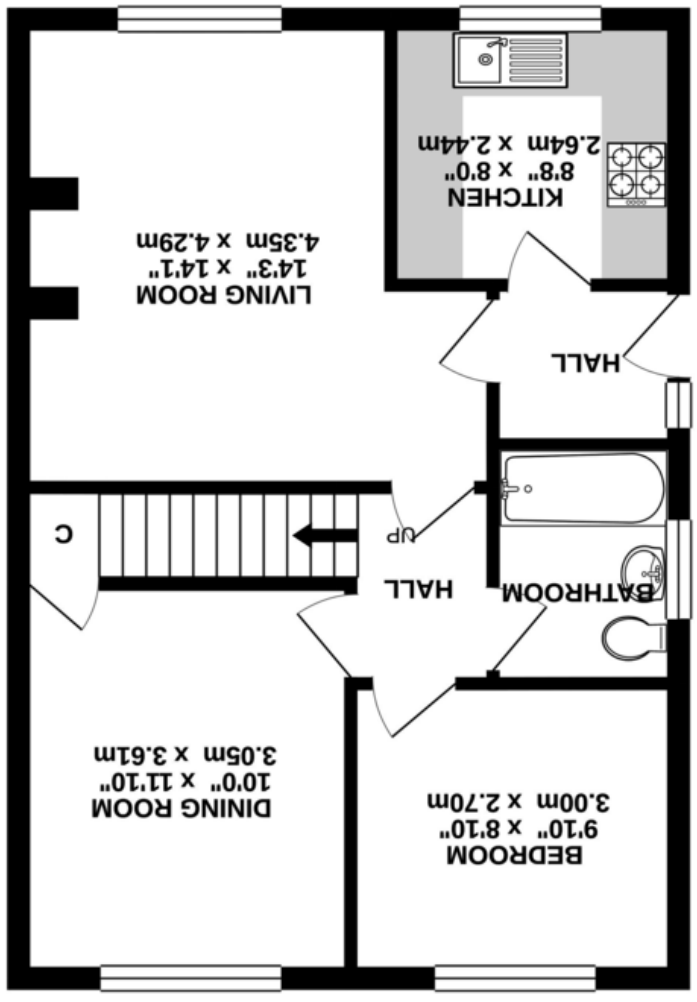 BEDROOM
9'10" x 8'10"
3.00m x 2.70m
DINING ROOM
10'0" x 11'10"
3.05m x 3.61m
BATHROOM
HALL
UP
C
HALL
LIVING ROOM
14'3" x 14'1"
4.35m x 4.29m
KITCHEN
8'8" x 8'0"
2.64m x 2.44m